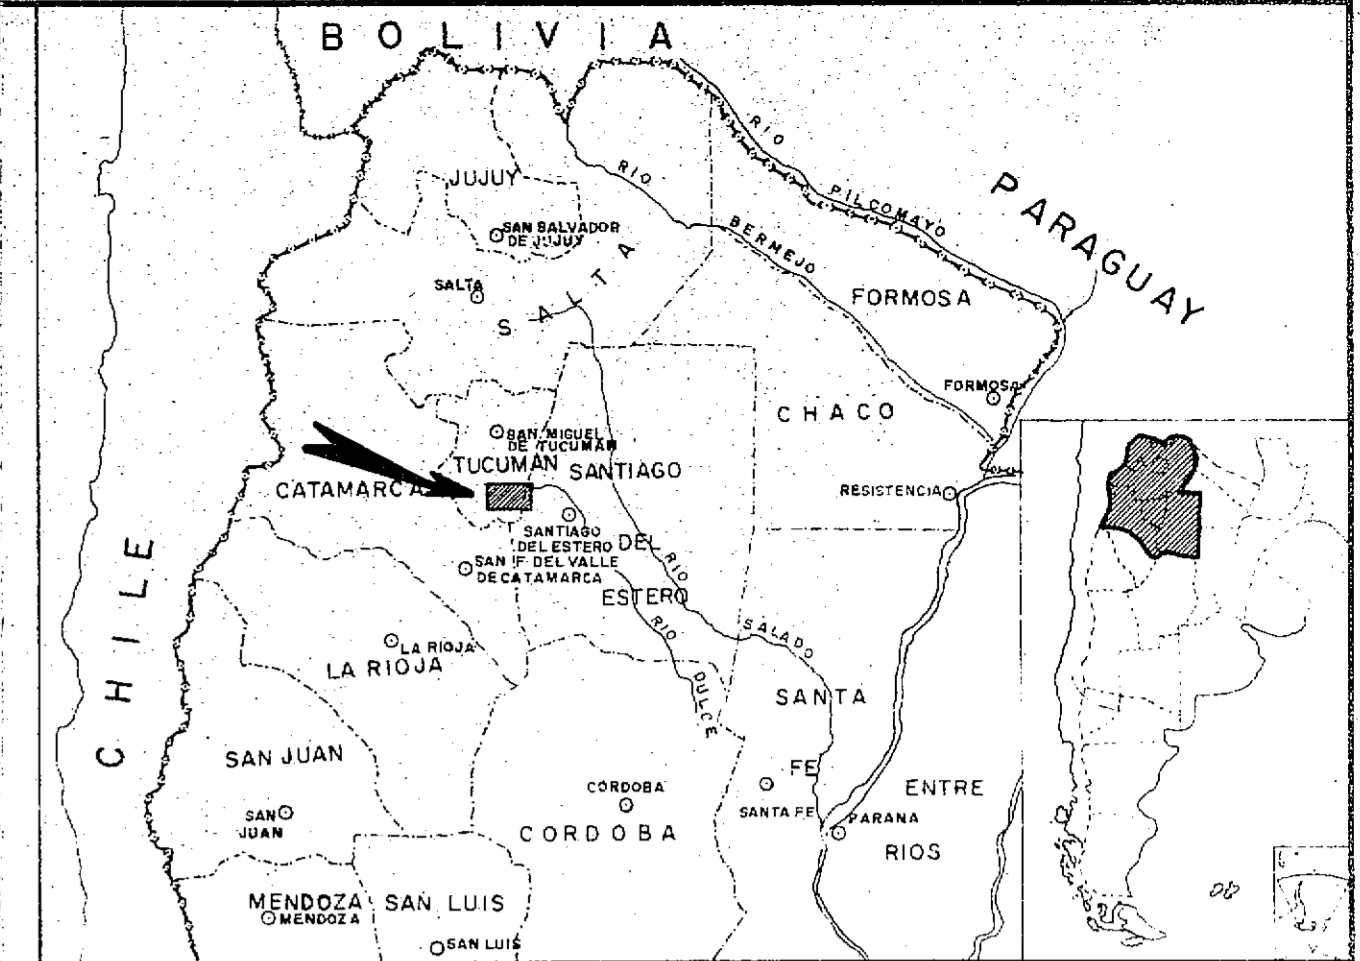 BOLIVIA
RIO
PILCOMAYO
PARAGUAY
JUJUY
RIO
BERMEJO
SAN SALVADOR
DE JUJUY
SALTA
SALTA
FORMOSA
FORMOSA
CHACO
SAN MIGUEL
DE TUCUMAN
TUCUMAN
SANTIAGO
CATAMARCA
RESISTENCIA
SANTIAGO
DEL ESTERO
DEL
SAN F. DEL VALLE
DE CATAMARCA
RIO
ESTERO
RIO
SALADO
CHILE
LA RIOJA
LA RIOJA
DULCE
SANTA
SAN JUAN
FE
CORDOBA
ENTRE
SANTA FE
SAN
JUAN
PARANA
CORDOBA
RIOS
MENDOZA
SAN LUIS
MENDOZA
SAN LUIS